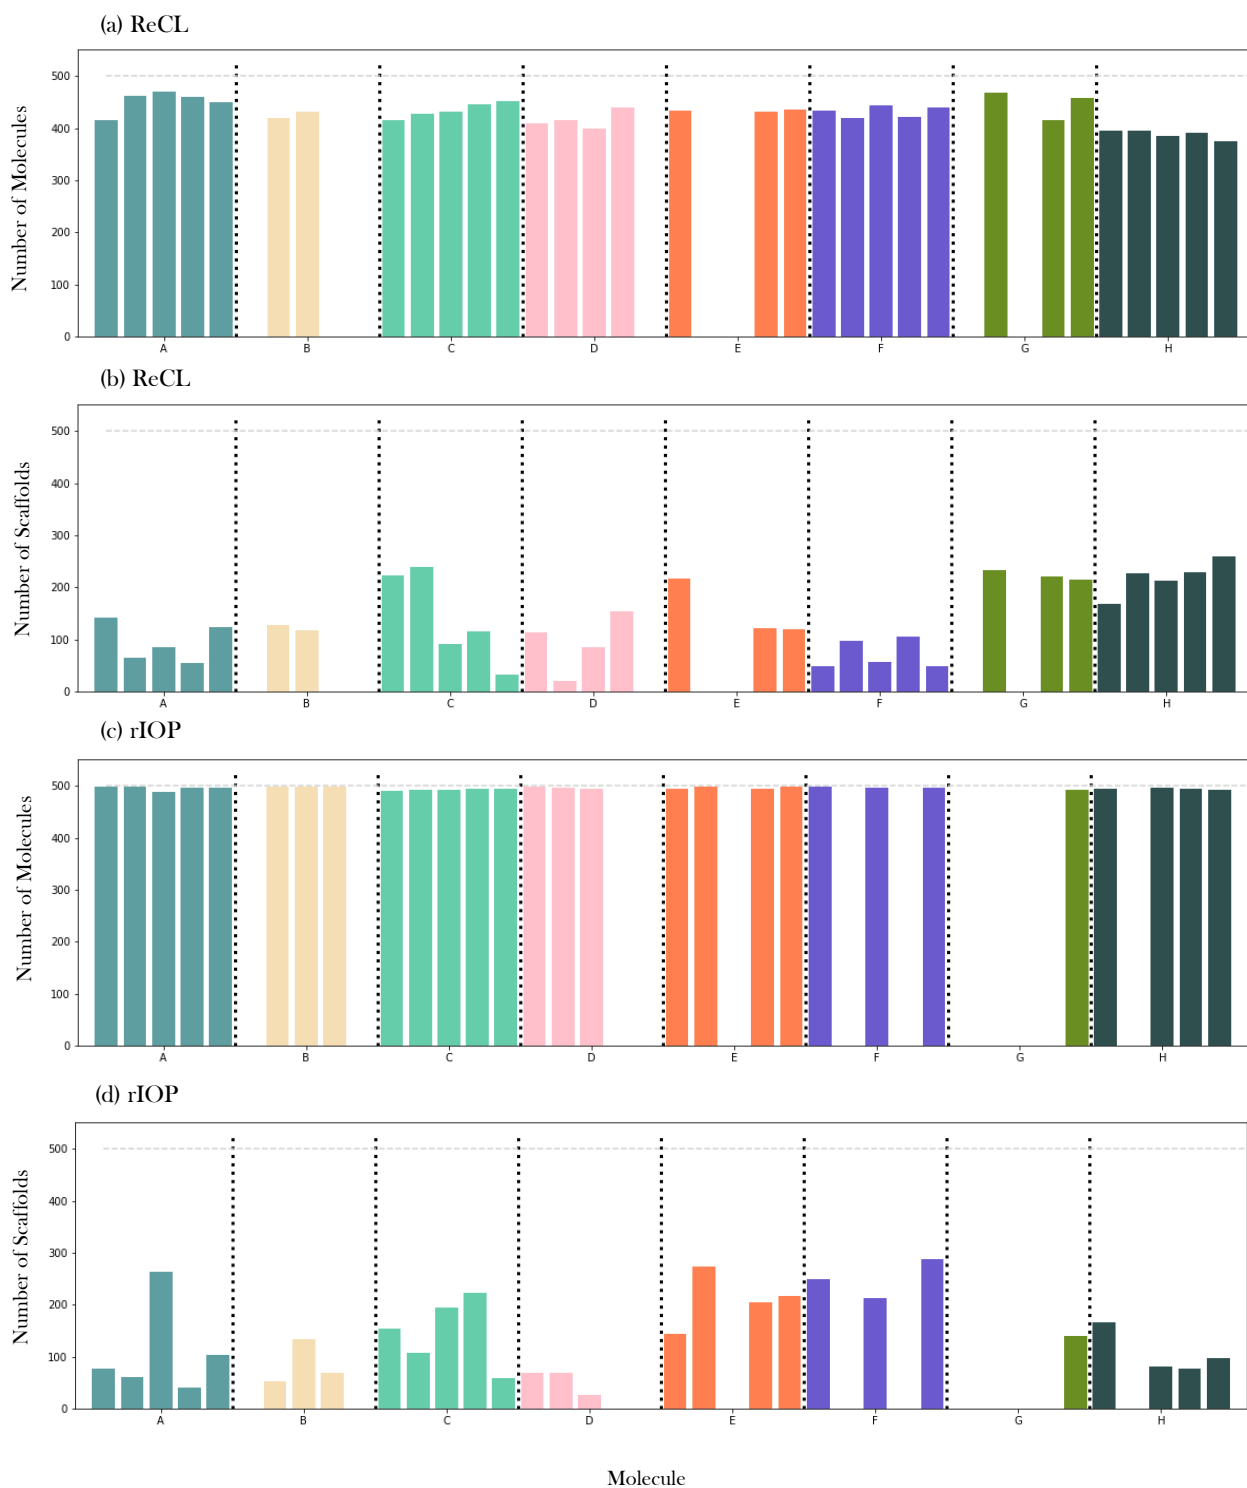 (a) ReCL
Number of Molecules
500
400
300
200
100
0
A B C D E F G H
(b) ReCL
Number of Scaffolds
500
400
300
200
100
0
A B C D E F G H
(c) rIOP
Number of Molecules
500
400
300
200
100
0
A B C D E F G H
(d) rIOP
Number of Scaffolds
500
400
300
200
100
0
A B C D E F G H
Molecule